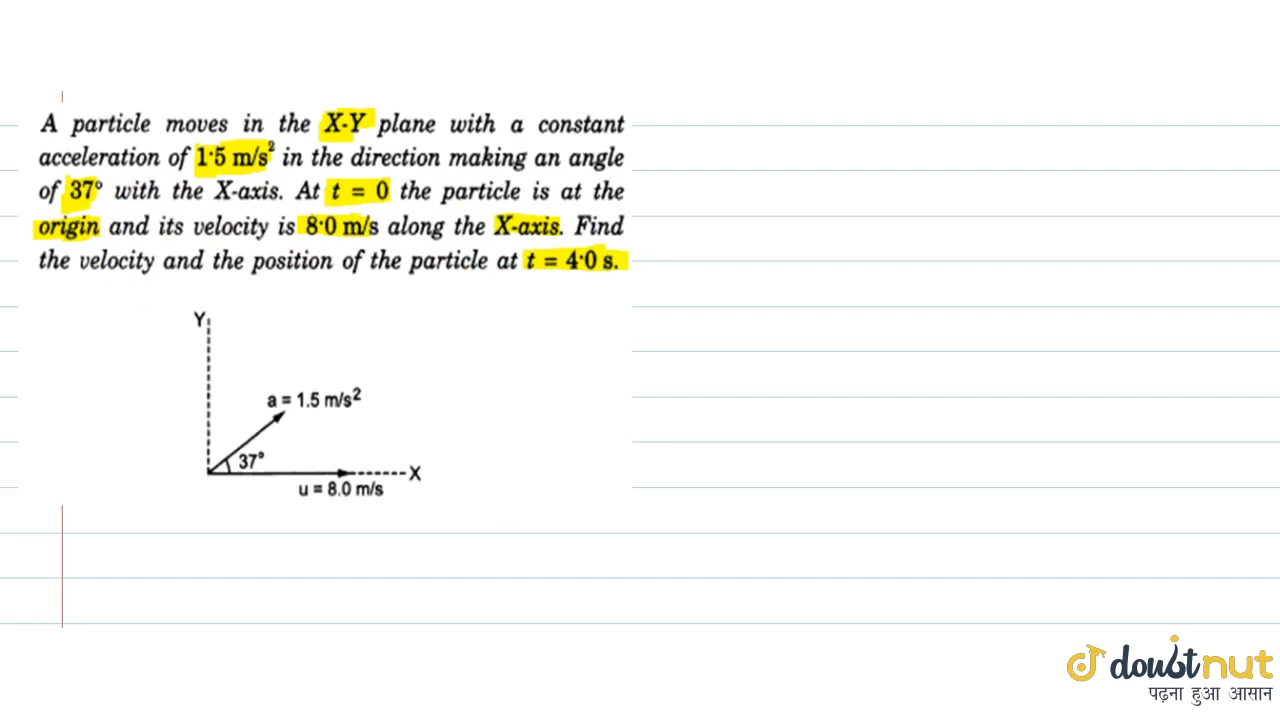 A particle moves in the X-Y plane with a constant
acceleration of 1·5 m/s² in the direction making an angle
of 37° with the X-axis. At t = 0 the particle is at the
origin and its velocity is 8·0 m/s along the X-axis. Find
the velocity and the position of the particle at t = 4·0 s.
Y
a = 1.5 m/s²
37°
X
u = 8.0 m/s
doubtnut
पढ़ना हुआ आसान